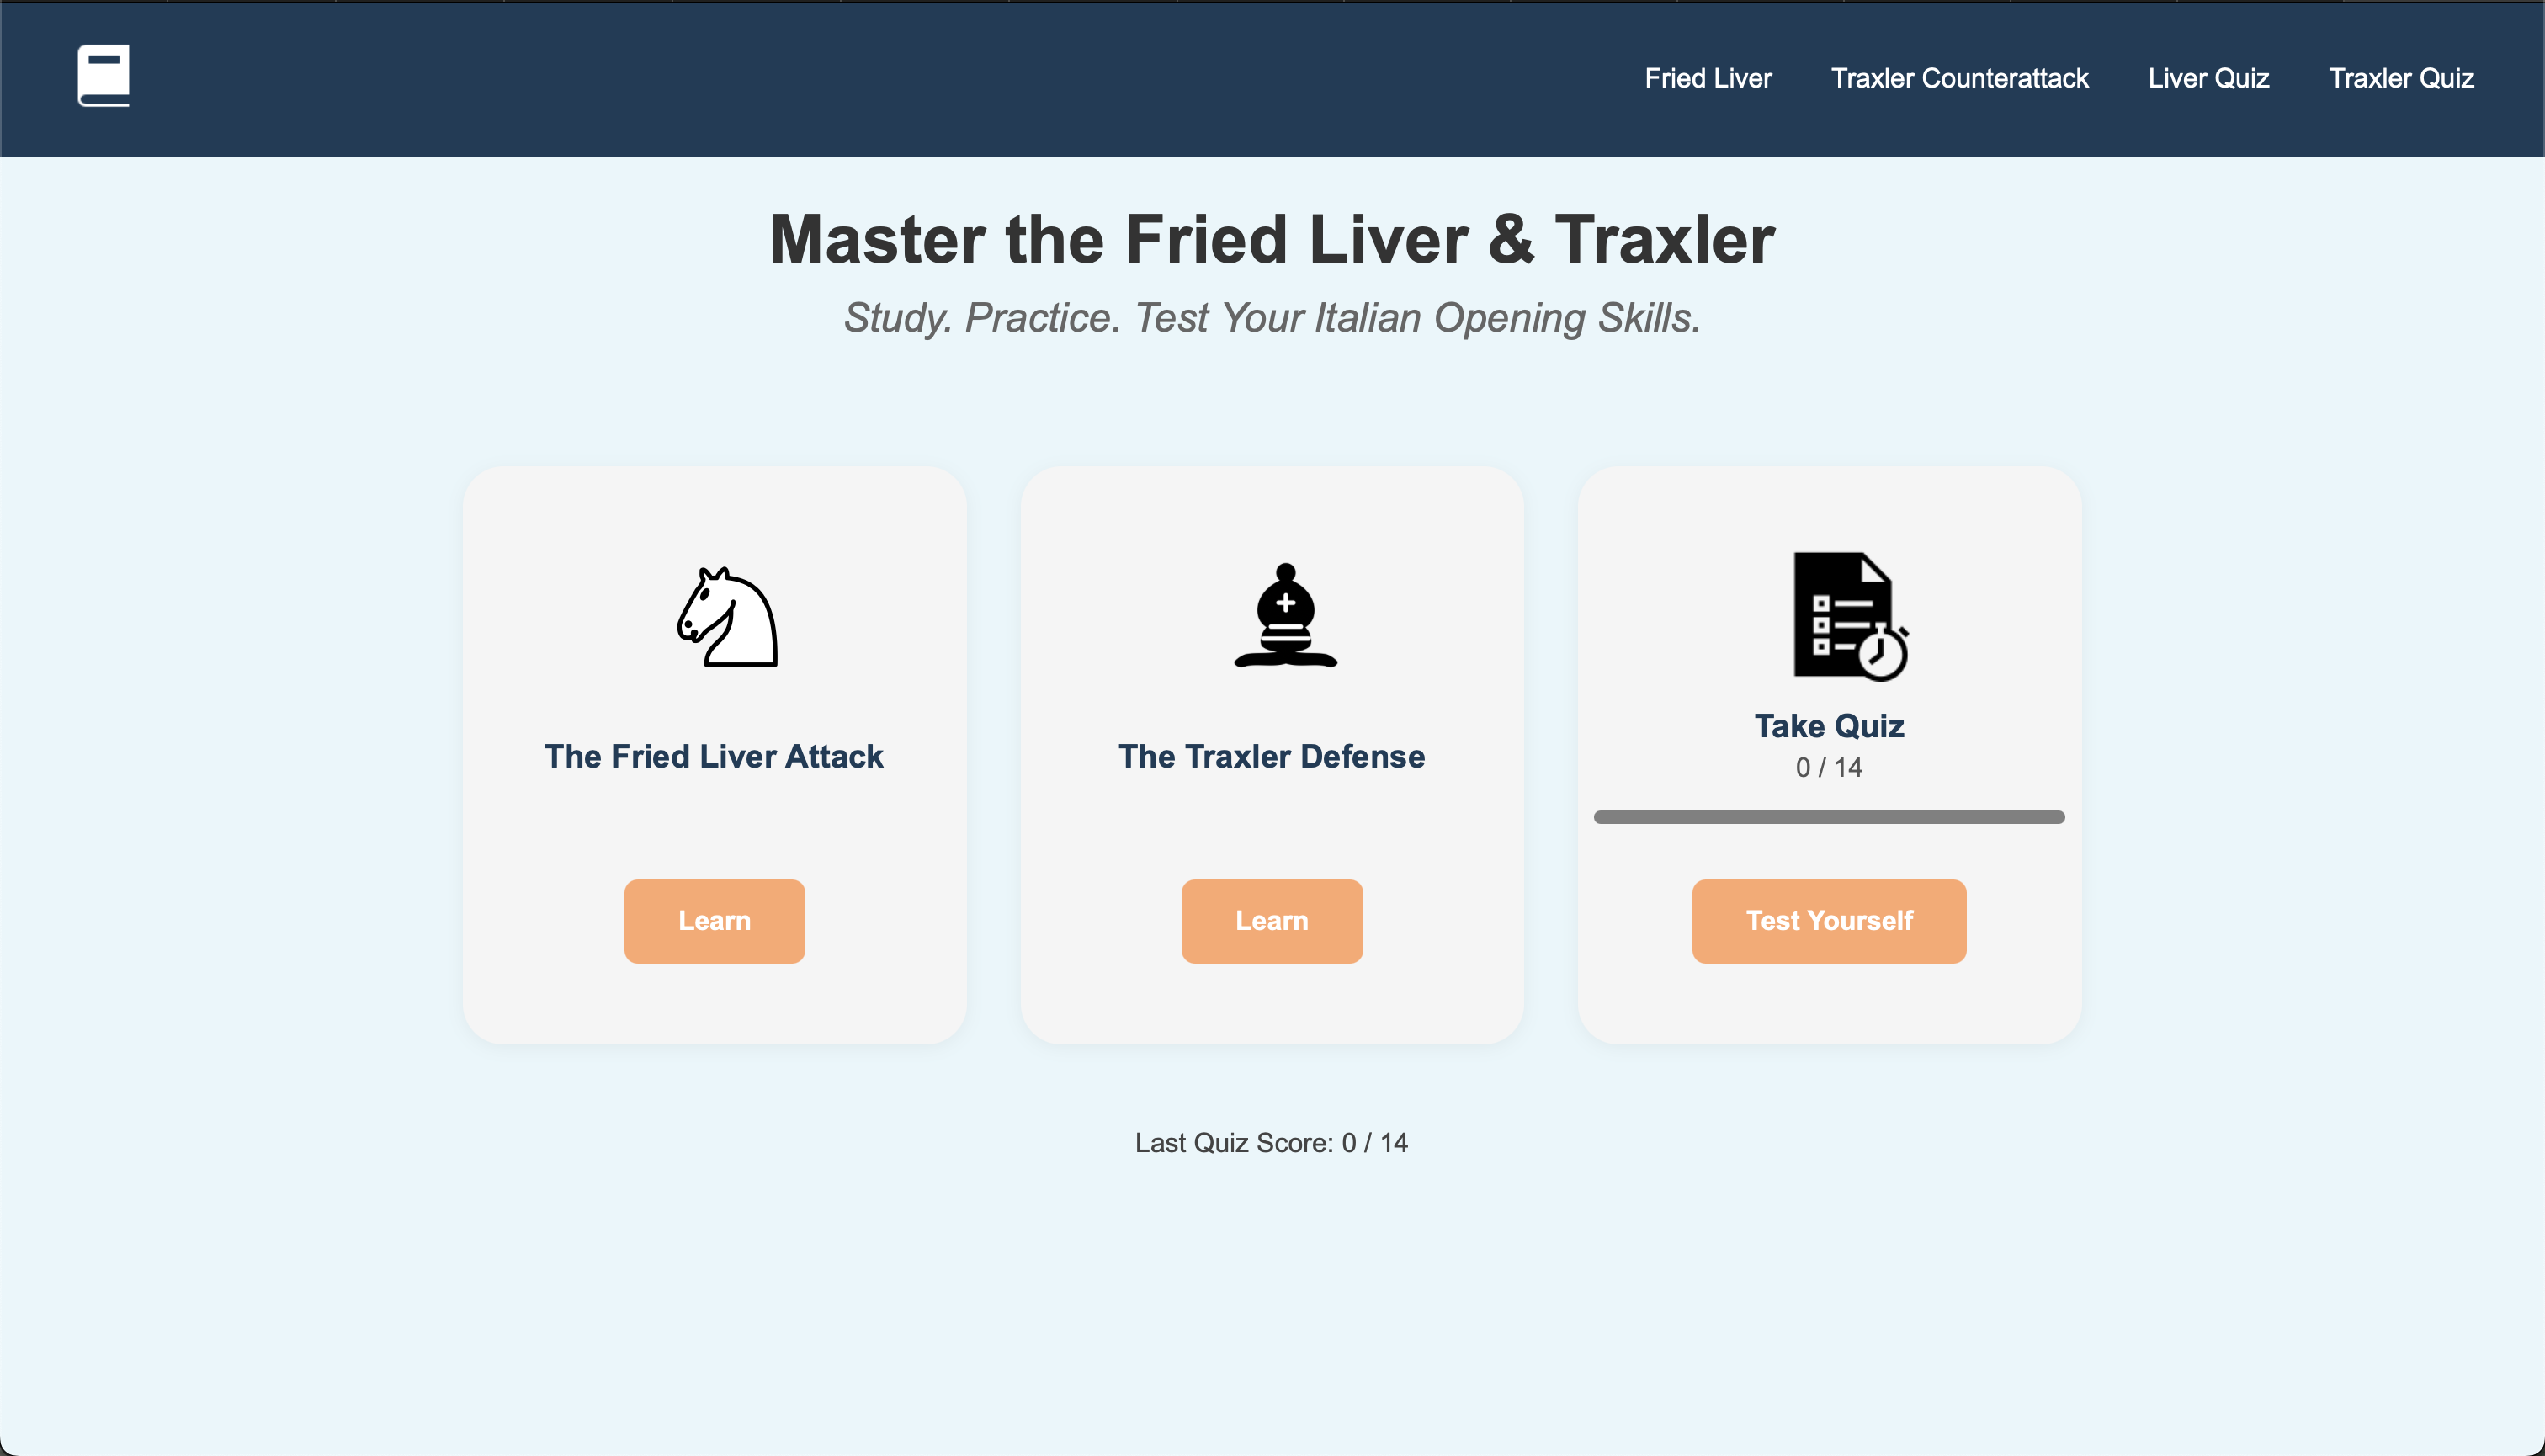 Fried Liver Traxler Counterattack Liver Quiz Traxler Quiz
Master the Fried Liver & Traxler
Study. Practice. Test Your Italian Opening Skills.
The Fried Liver Attack
Learn
The Traxler Defense
Learn
Take Quiz
0 / 14
Test Yourself
Last Quiz Score: 0 / 14